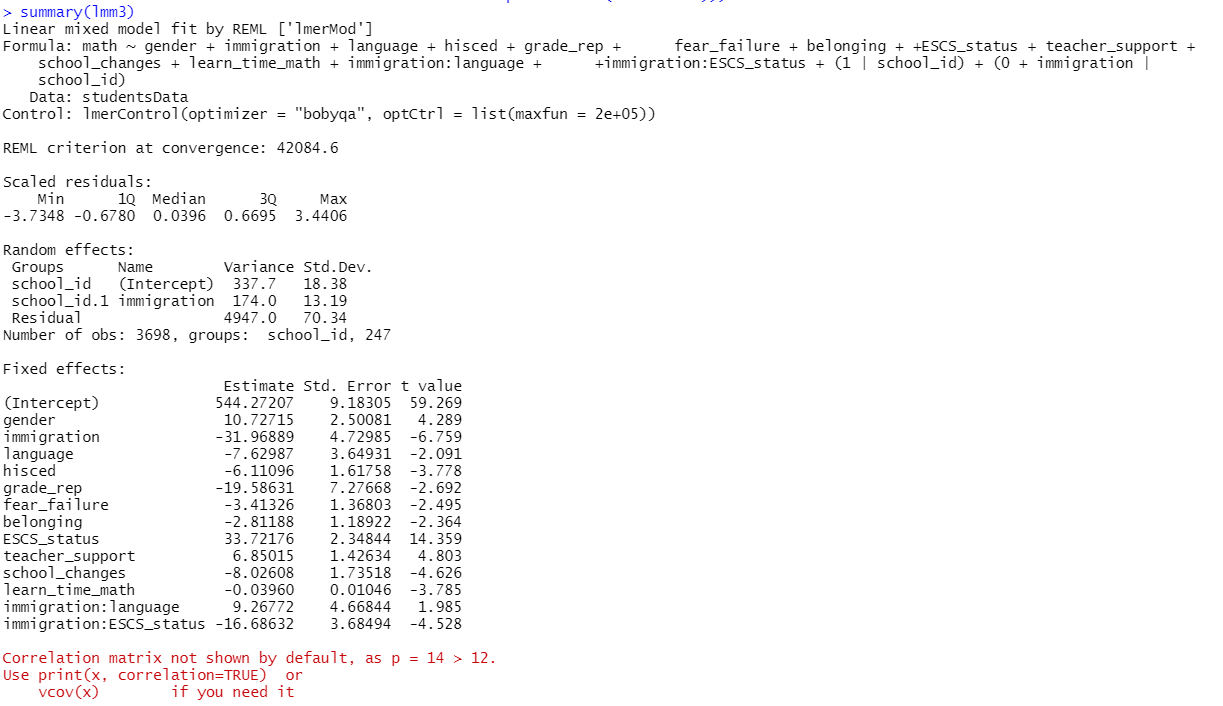 > summary(lmm3)
Linear mixed model fit by REML ['lmerMod']
Formula: math ~ gender + immigration + language + hisced + grade_rep +      fear_failure + belonging + +ESCS_status + teacher_support +
    school_changes + learn_time_math + immigration:language +      +immigration:ESCS_status + (1 | school_id) + (0 + immigration |
    school_id)
   Data: studentsData
Control: lmerControl(optimizer = "bobyqa", optCtrl = list(maxfun = 2e+05))

REML criterion at convergence: 42084.6

Scaled residuals:
    Min      1Q  Median      3Q     Max
-3.7348 -0.6780  0.0396  0.6695  3.4406

Random effects:
 Groups      Name        Variance Std.Dev.
 school_id   (Intercept)  337.7   18.38
 school_id.1 immigration  174.0   13.19
 Residual                4947.0   70.34
Number of obs: 3698, groups:  school_id, 247

Fixed effects:
                         Estimate Std. Error t value
(Intercept)             544.27207    9.18305  59.269
gender                   10.72715    2.50081   4.289
immigration             -31.96889    4.72985  -6.759
language                 -7.62987    3.64931  -2.091
hisced                   -6.11096    1.61758  -3.778
grade_rep               -19.58631    7.27668  -2.692
fear_failure             -3.41326    1.36803  -2.495
belonging                -2.81188    1.18922  -2.364
ESCS_status              33.72176    2.34844  14.359
teacher_support           6.85015    1.42634   4.803
school_changes           -8.02608    1.73518  -4.626
learn_time_math          -0.03960    0.01046  -3.785
immigration:language      9.26772    4.66844   1.985
immigration:ESCS_status -16.68632    3.68494  -4.528

Correlation matrix not shown by default, as p = 14 > 12.
Use print(x, correlation=TRUE)  or
    vcov(x)        if you need it